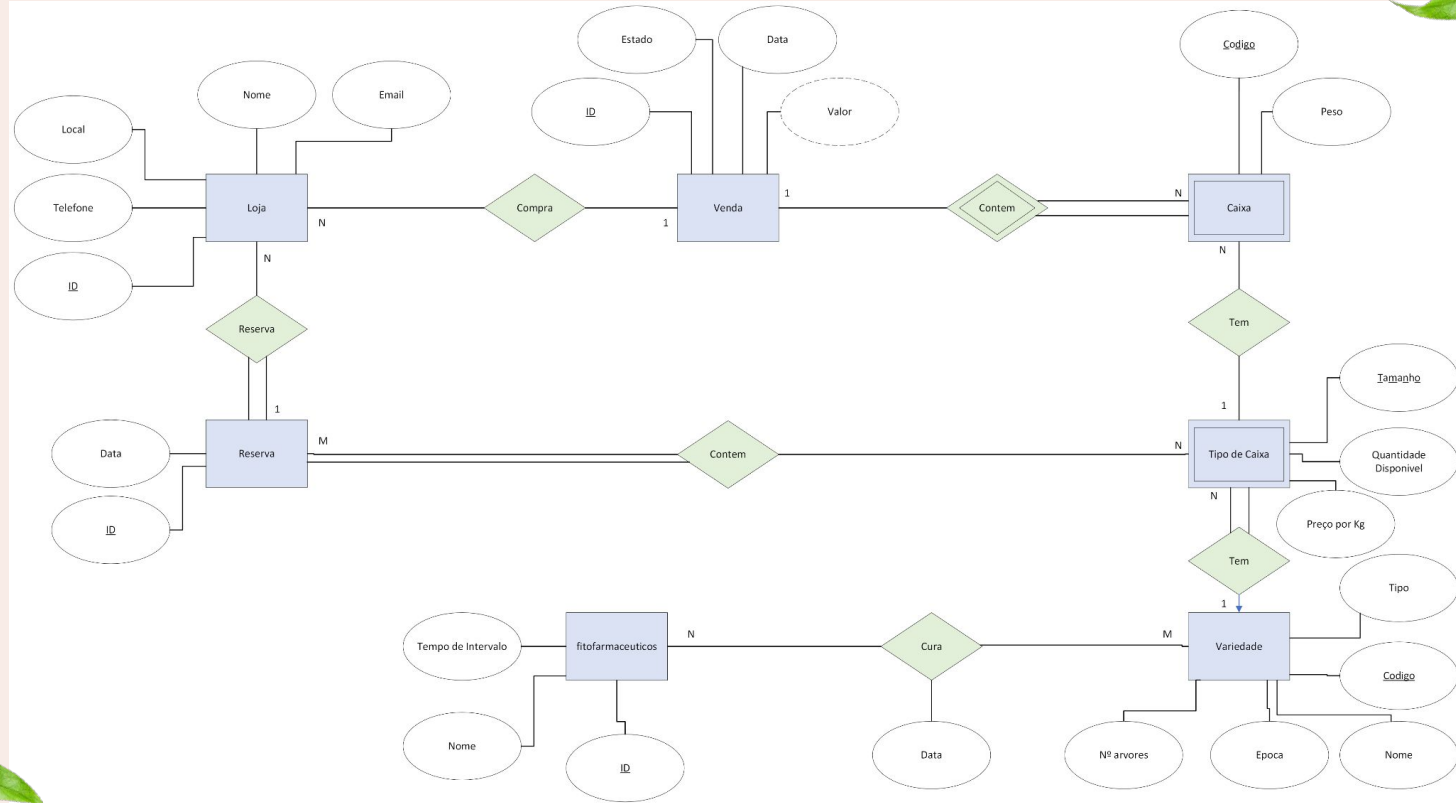 Estado
Data
Codigo
Nome
Email
ID
Valor
Peso
Local
Telefone
Loja
N
Compra
1
Venda
1
Contem
N
Caixa
ID
N
N
Reserva
Tem
1
1
Tamanho
Data
Reserva
M
Contem
N
Tipo de Caixa
Quantidade
Disponivel
ID
N
Preço por Kg
Tem
Tipo
1
Tempo de Intervalo
fitofarmaceuticos
N
Cura
M
Variedade
Codigo
Nome
ID
Data
Nº arvores
Epoca
Nome